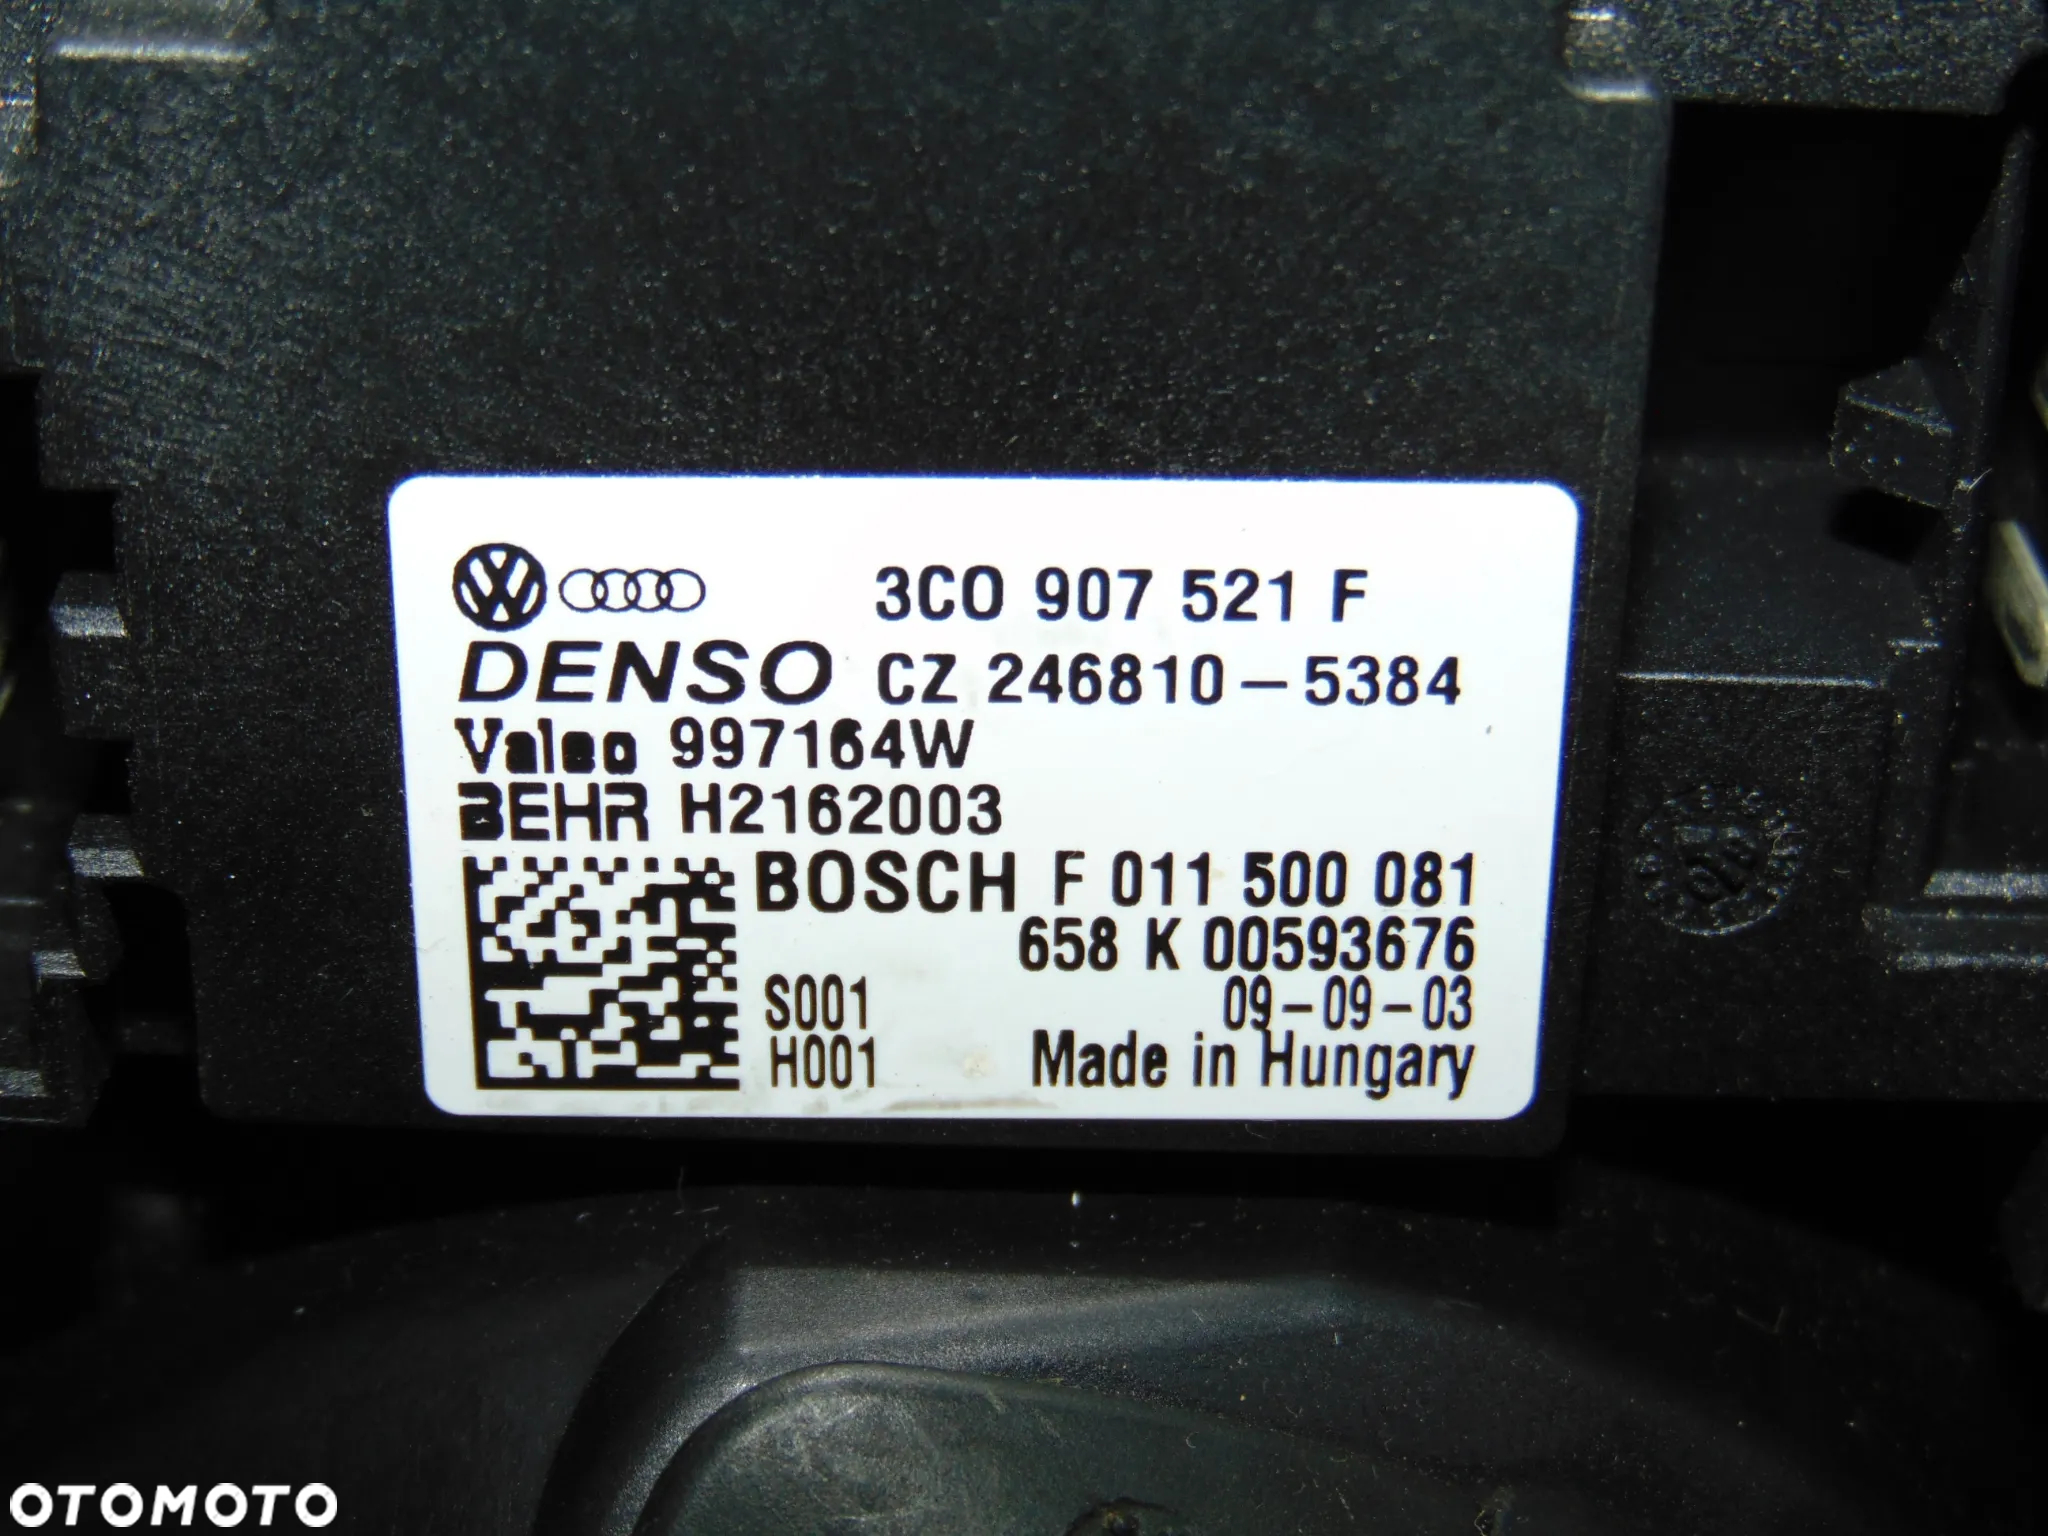 3C0 907 521 F
DENSO CZ 246810-5384
Valeo 997164W
BEHR H2162003
BOSCH F 011 500 081
658 K 00593676
S001 09-09-03
H001 Made in Hungary
OTOMOTO